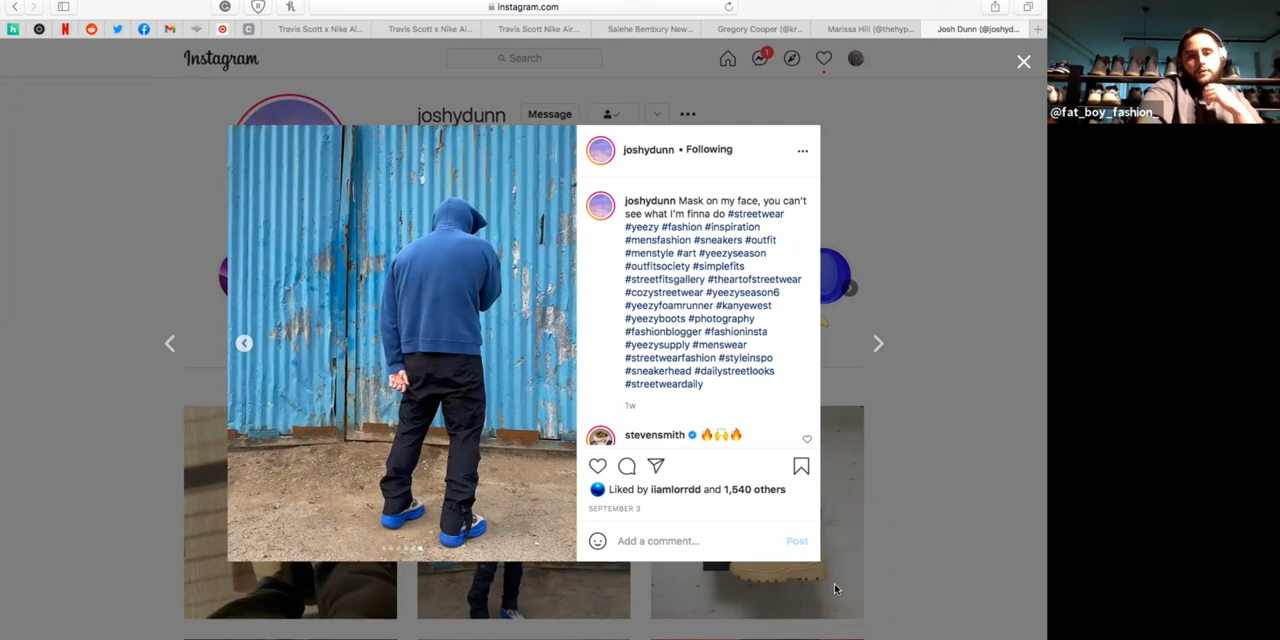 instagram.com
Travis Scott x Nike Ai...
Travis Scott x Nike Ai...
Travis Scott Nike Air...
Salehe Bembury New...
Gregory Cooper (@kr...
Marissa Hill (@thehyp...
Josh Dunn (@joshyd...
Instagram
Search
1
@fat_boy_fashion_
joshydunn
Message
joshydunn • Following
joshydunn Mask on my face, you can't
see what I'm finna do #streetwear
#yeezy #fashion #inspiration
#mensfashion #sneakers #outfit
#menstyle #art #yeezyseason
#outfitsociety #simplefits
#streetfitsgallery #theartofstreetwear
#cozystreetwear #yeezyseason6
#yeezyfoamrunner #kanyewest
#yeezyboots #photography
#fashionblogger #fashioninsta
#yeezysupply #menswear
#streetwearfashion #styleinspo
#sneakerhead #dailystreetlooks
#streetweardaily
1w
stevensmith
Liked by iiamlorrdd and 1,540 others
SEPTEMBER 3
Add a comment...
Post